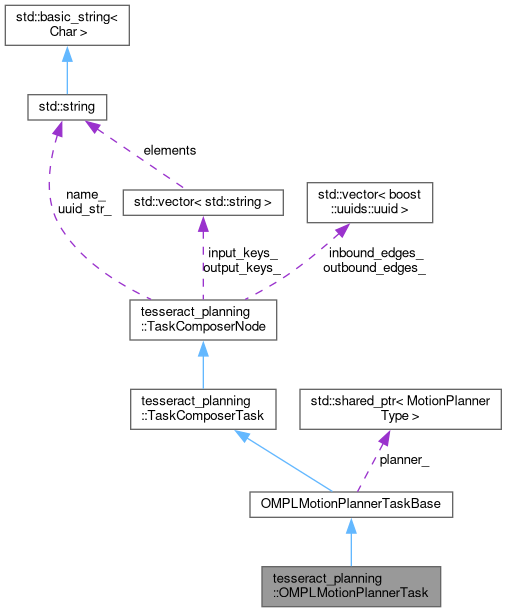 std::basic_string<
Char >
std::string
elements
name_
uuid_str_
std::vector< std::string >
std::vector< boost
::uuids::uuid >
input_keys_
output_keys_
inbound_edges_
outbound_edges_
tesseract_planning
::TaskComposerNode
tesseract_planning
::TaskComposerTask
std::shared_ptr< MotionPlanner
Type >
planner_
OMPLMotionPlannerTaskBase
tesseract_planning
::OMPLMotionPlannerTask